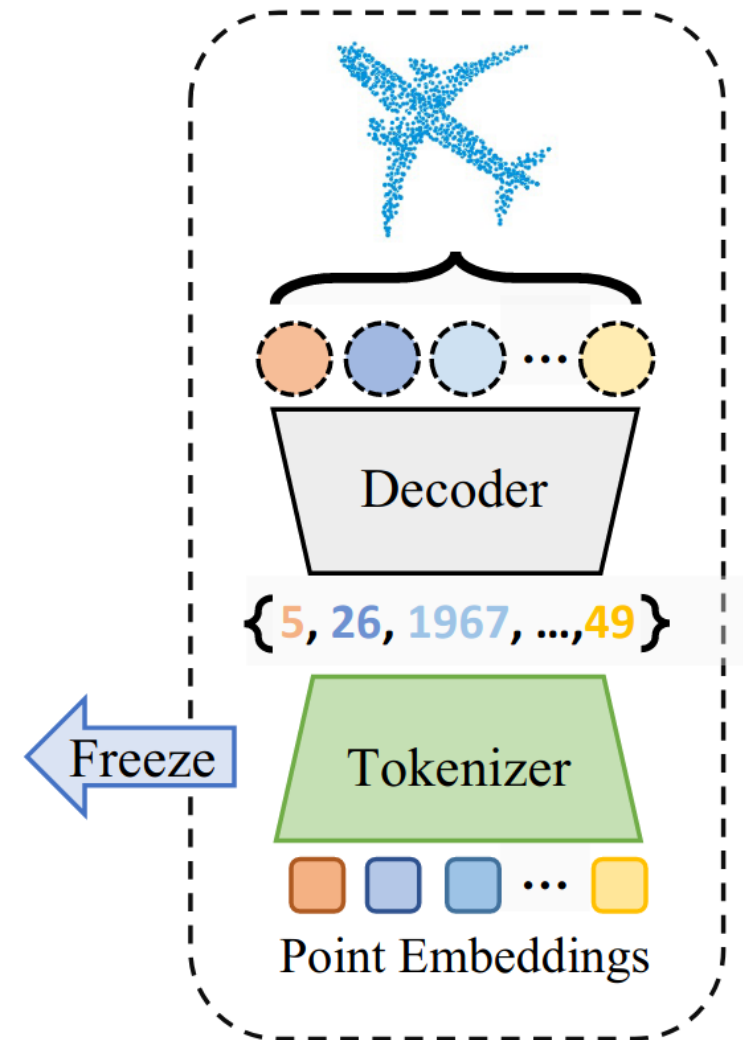 Decoder
{5, 26, 1967, ...,49}
Freeze
Tokenizer
...
Point Embeddings